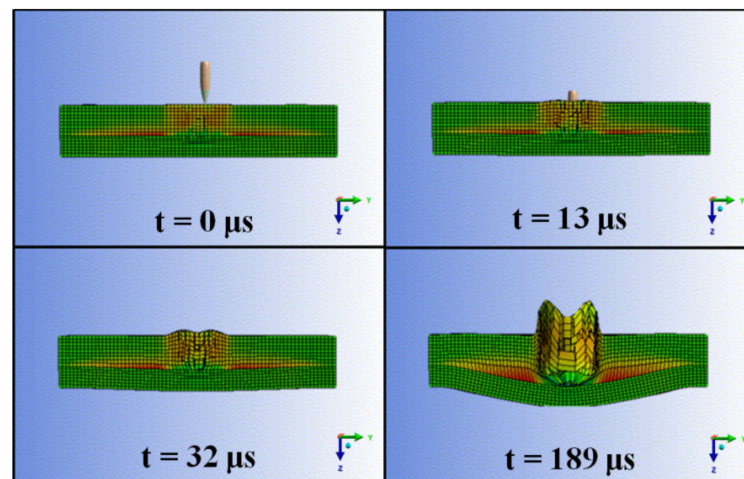 t = 0 µs
Y
Z
t = 13 µs
Y
Z
t = 32 µs
Y
Z
t = 189 µs
Y
Z